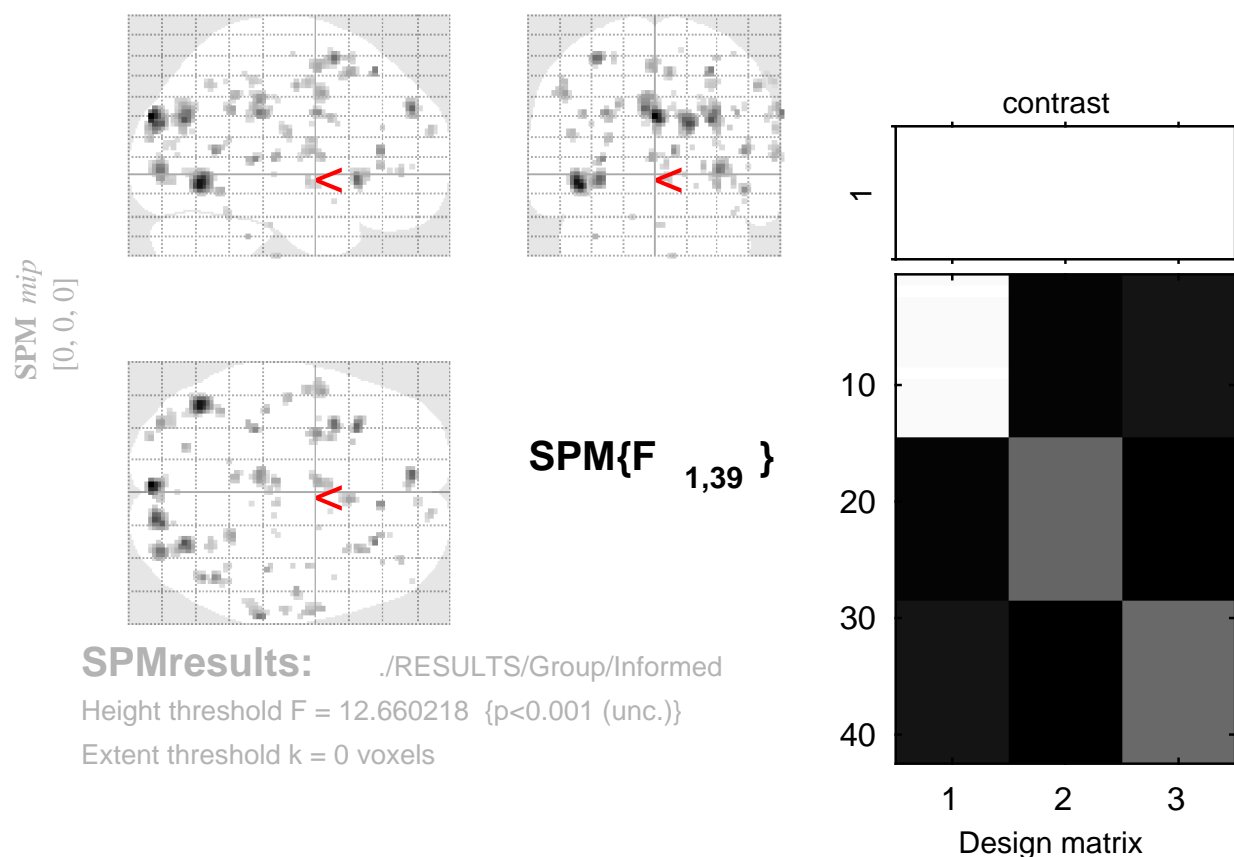 SPM mip
[0, 0, 0]
<
<
<
SPM{F 1,39 }
SPMresults: ./RESULTS/Group/Informed
Height threshold F = 12.660218 {p<0.001 (unc.)}
Extent threshold k = 0 voxels
contrast
1
10
20
30
40
1 2 3
Design matrix